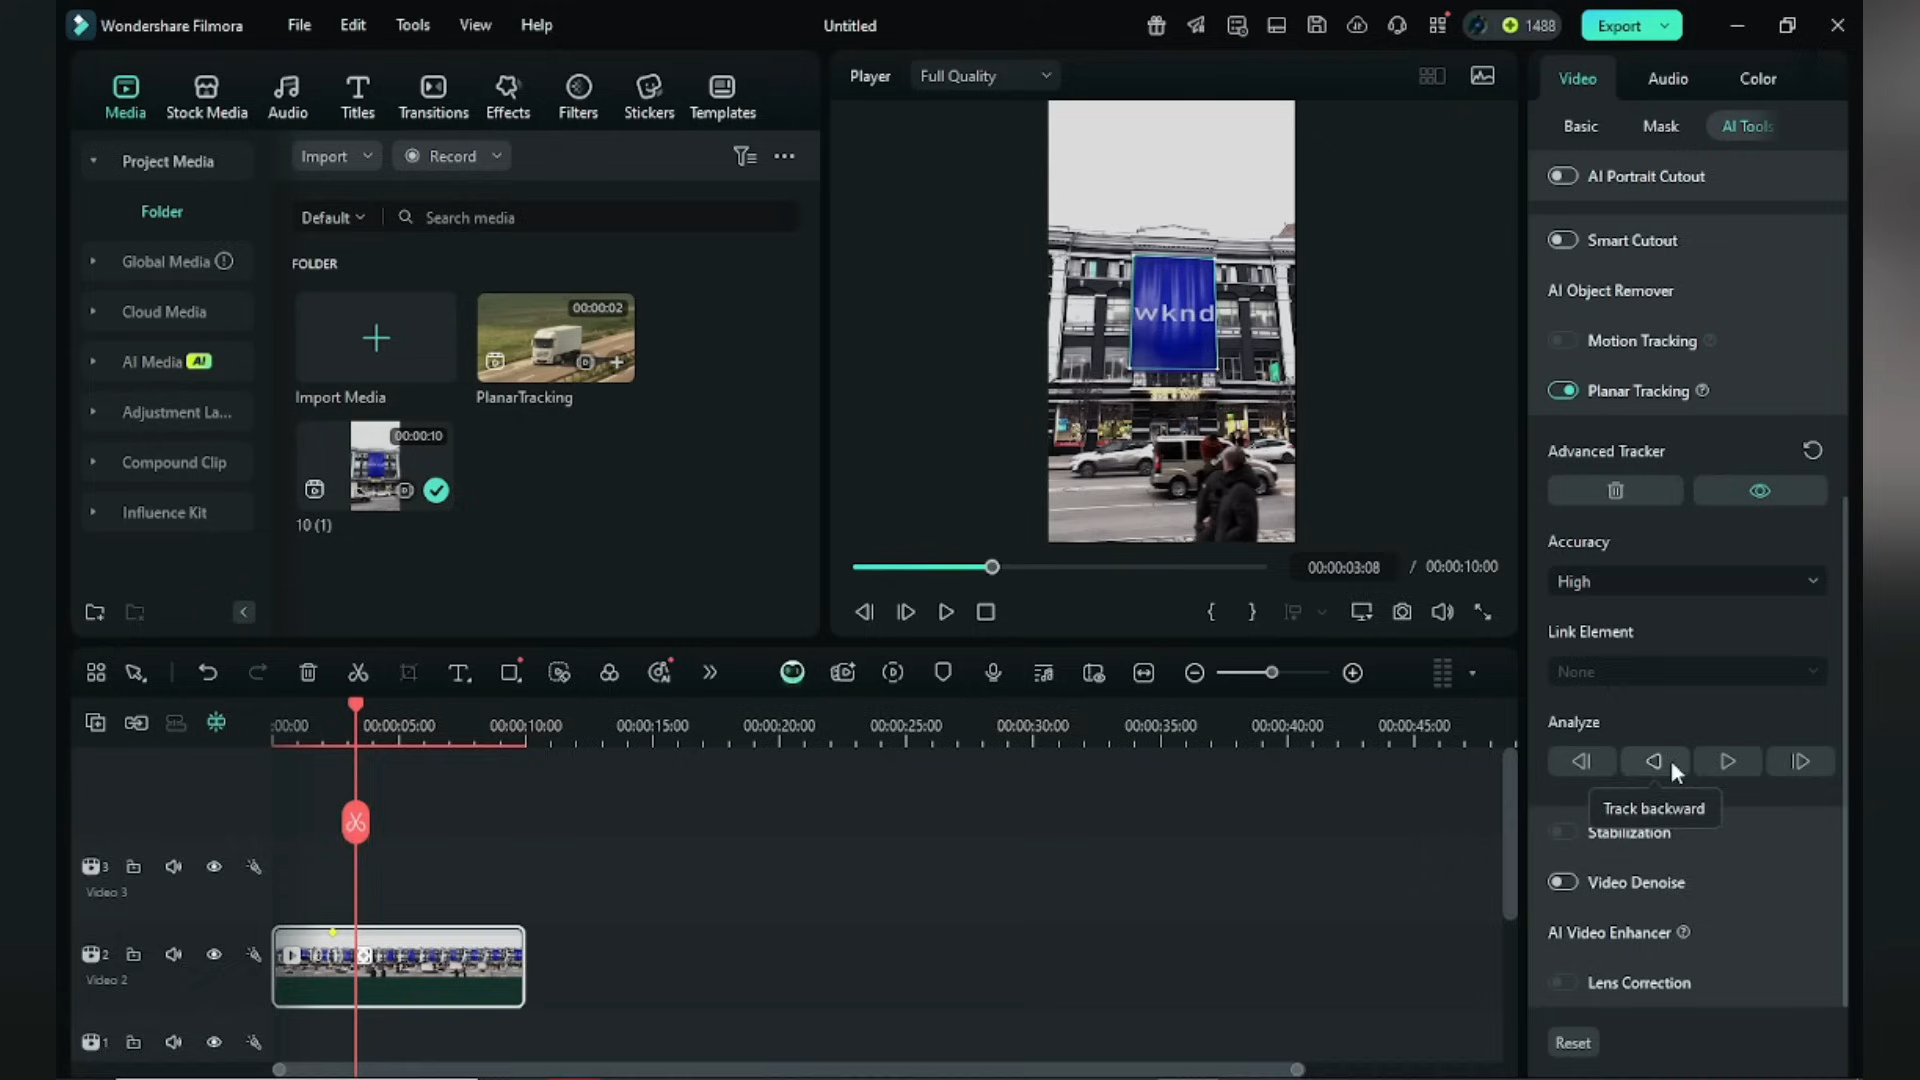 Wondershare Filmora File Edit Tools View Help Untitled 1488 Export
Media Stock Media Audio Titles Transitions Effects Filters Stickers Templates
Player Full Quality
Video Audio Color
Basic Mask AI Tools
Project Media
Folder
Global Media
Cloud Media
AI Media AI
Adjustment La...
Compound Clip
Influence Kit
Import Record
Default Search media
FOLDER
00:00:02
Import Media PlanarTracking
00:00:10
10 (1)
wknd
00:00:03:08 / 00:00:10:00
AI Portrait Cutout
Smart Cutout
AI Object Remover
Motion Tracking
Planar Tracking
Advanced Tracker
Accuracy
High
Link Element
None
Analyze
Track backward
Stabilization
Video Denoise
AI Video Enhancer
Lens Correction
Reset
:00:00 00:00:05:00 00:00:10:00 00:00:15:00 00:00:20:00 00:00:25:00 00:00:30:00 00:00:35:00 00:00:40:00 00:00:45:00
3
Video 3
2
Video 2
1